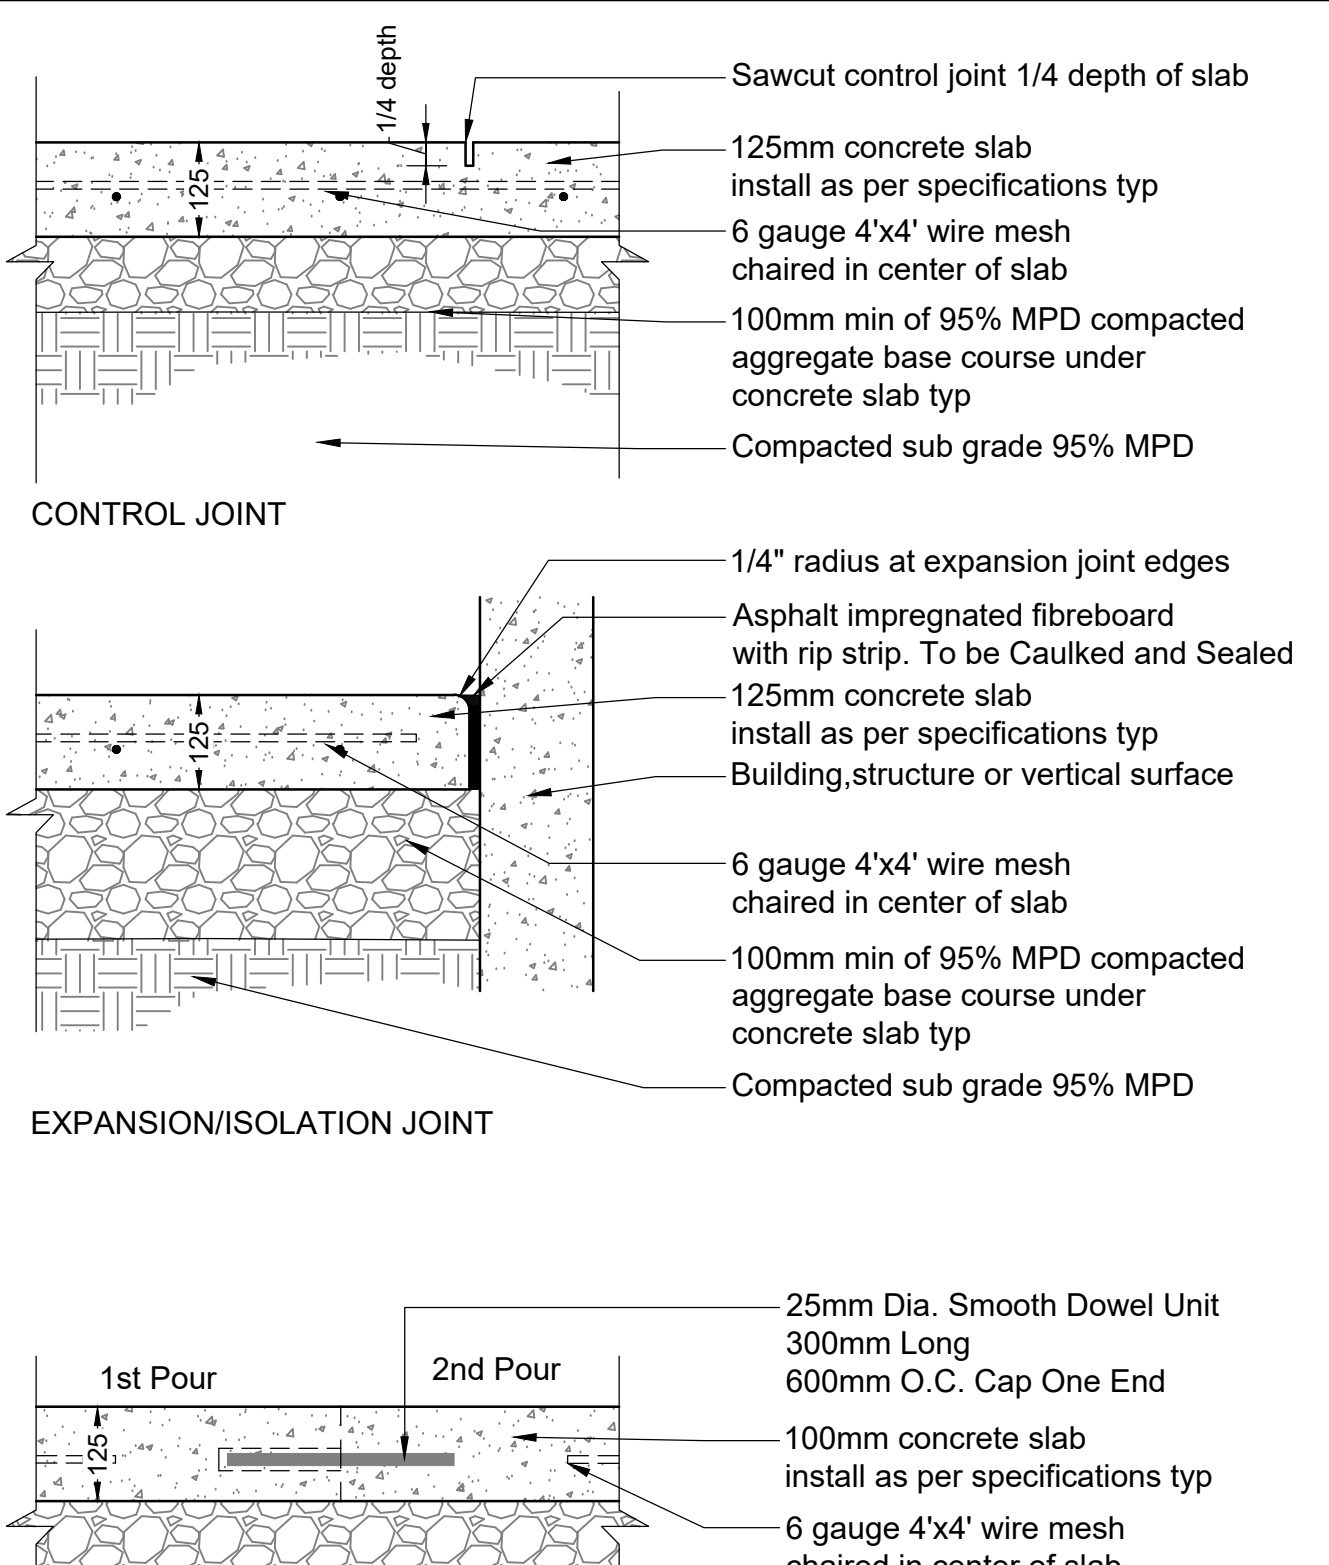 1/4 depth
Sawcut control joint 1/4 depth of slab
125mm concrete slab
install as per specifications typ
125
6 gauge 4'x4' wire mesh
chaired in center of slab
100mm min of 95% MPD compacted
aggregate base course under
concrete slab typ
Compacted sub grade 95% MPD
CONTROL JOINT
1/4" radius at expansion joint edges
Asphalt impregnated fibreboard
with rip strip. To be Caulked and Sealed
125mm concrete slab
install as per specifications typ
125
Building,structure or vertical surface
6 gauge 4'x4' wire mesh
chaired in center of slab
100mm min of 95% MPD compacted
aggregate base course under
concrete slab typ
Compacted sub grade 95% MPD
EXPANSION/ISOLATION JOINT
25mm Dia. Smooth Dowel Unit
300mm Long
600mm O.C. Cap One End
1st Pour
2nd Pour
125
100mm concrete slab
install as per specifications typ
6 gauge 4'x4' wire mesh
chaired in center of slab